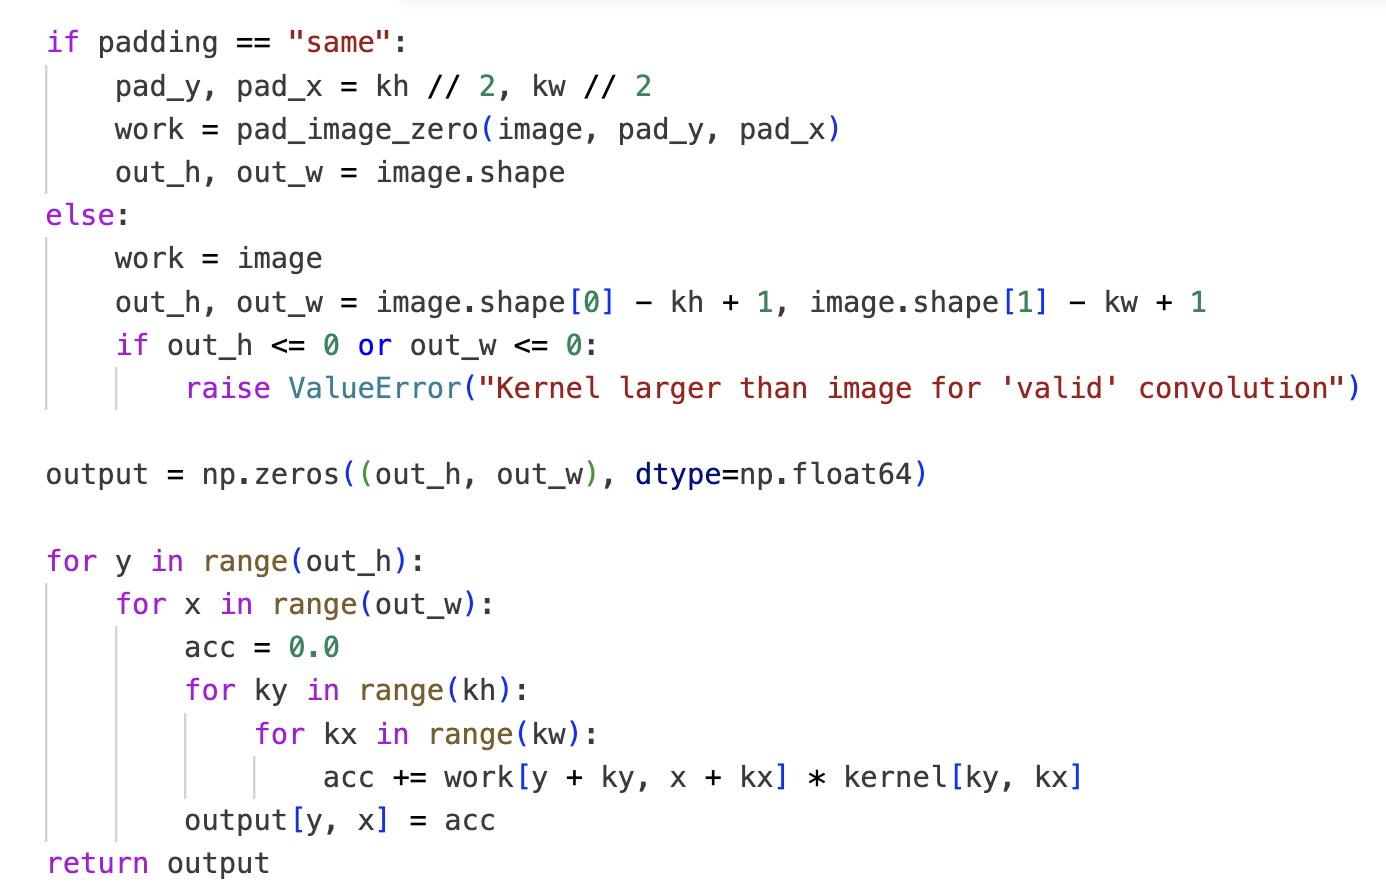 if padding == "same":
    pad_y, pad_x = kh // 2, kw // 2
    work = pad_image_zero(image, pad_y, pad_x)
    out_h, out_w = image.shape
else:
    work = image
    out_h, out_w = image.shape[0] - kh + 1, image.shape[1] - kw + 1
    if out_h <= 0 or out_w <= 0:
        raise ValueError("Kernel larger than image for 'valid' convolution")

output = np.zeros((out_h, out_w), dtype=np.float64)

for y in range(out_h):
    for x in range(out_w):
        acc = 0.0
        for ky in range(kh):
            for kx in range(kw):
                acc += work[y + ky, x + kx] * kernel[ky, kx]
        output[y, x] = acc
return output